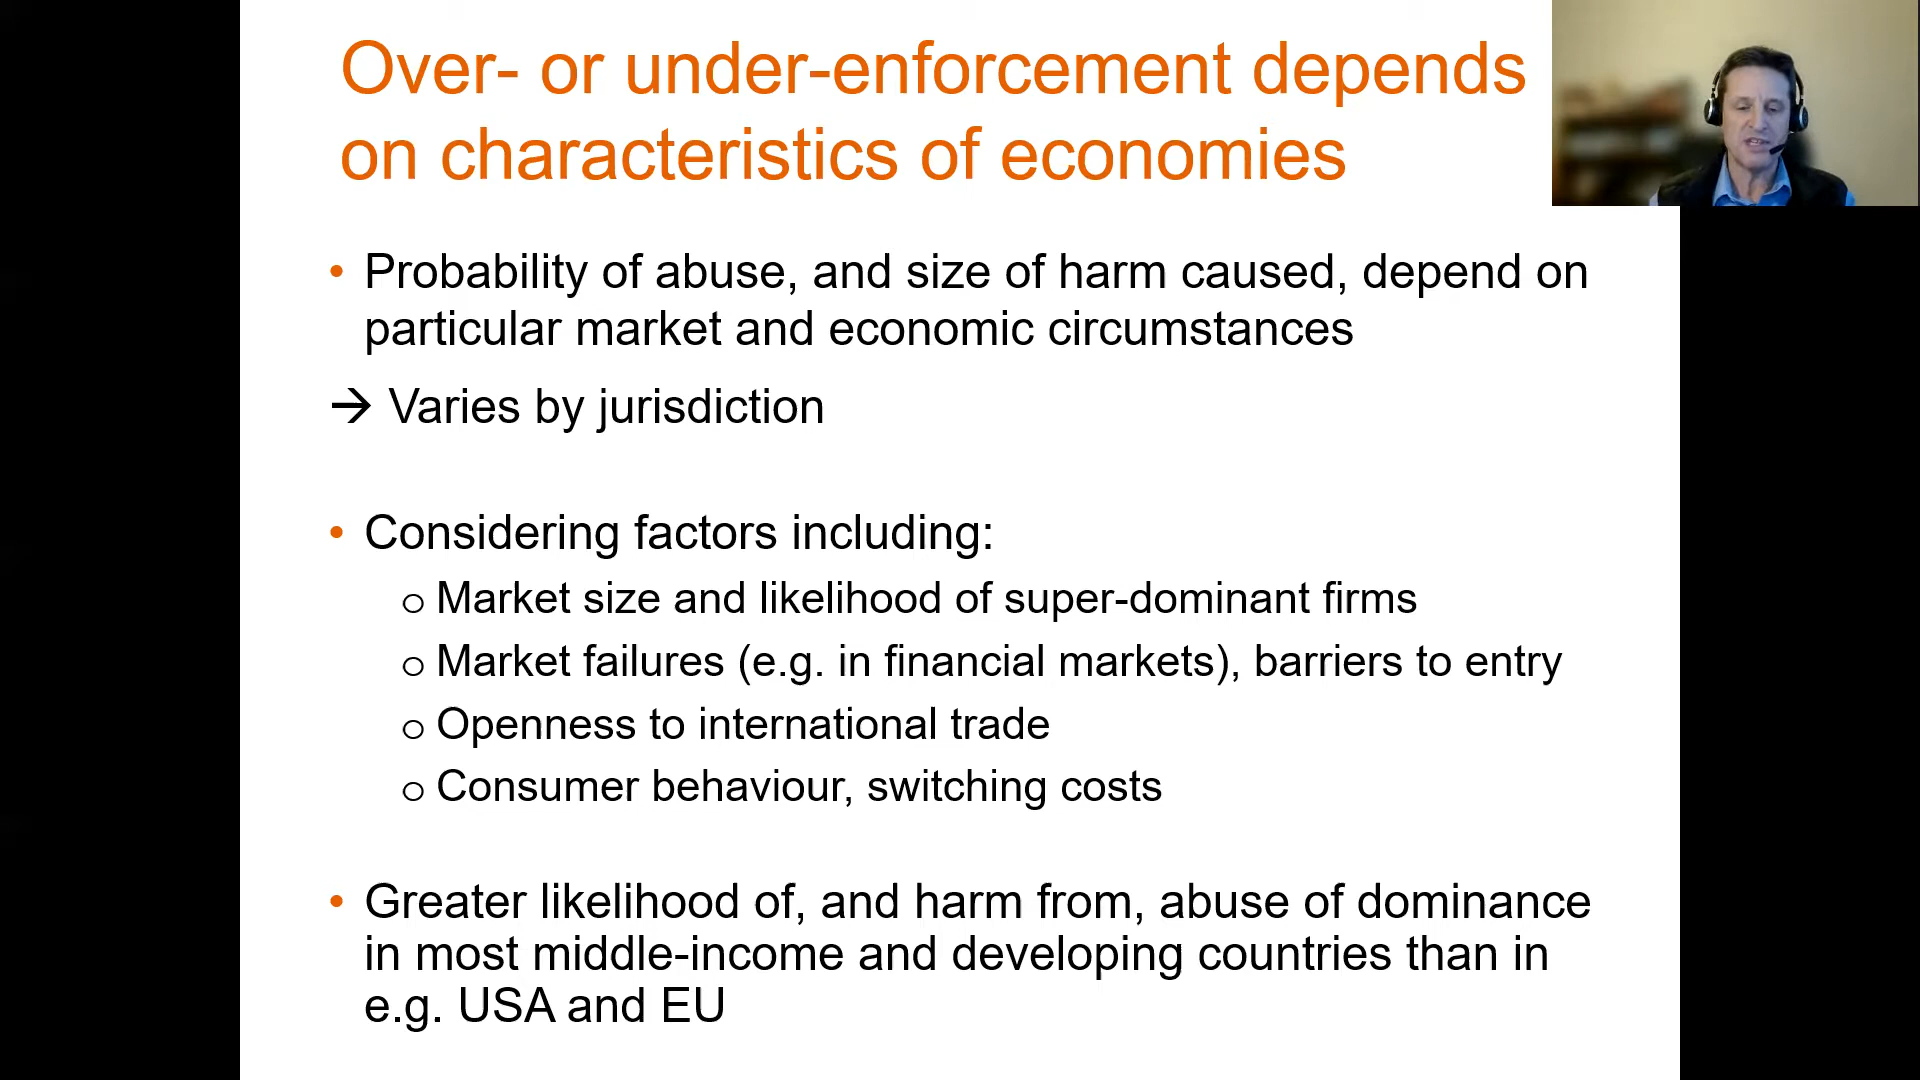 Over- or under-enforcement depends
on characteristics of economies
• Probability of abuse, and size of harm caused, depend on
particular market and economic circumstances
→ Varies by jurisdiction
• Considering factors including:
o Market size and likelihood of super-dominant firms
o Market failures (e.g. in financial markets), barriers to entry
o Openness to international trade
o Consumer behaviour, switching costs
• Greater likelihood of, and harm from, abuse of dominance
in most middle-income and developing countries than in
e.g. USA and EU